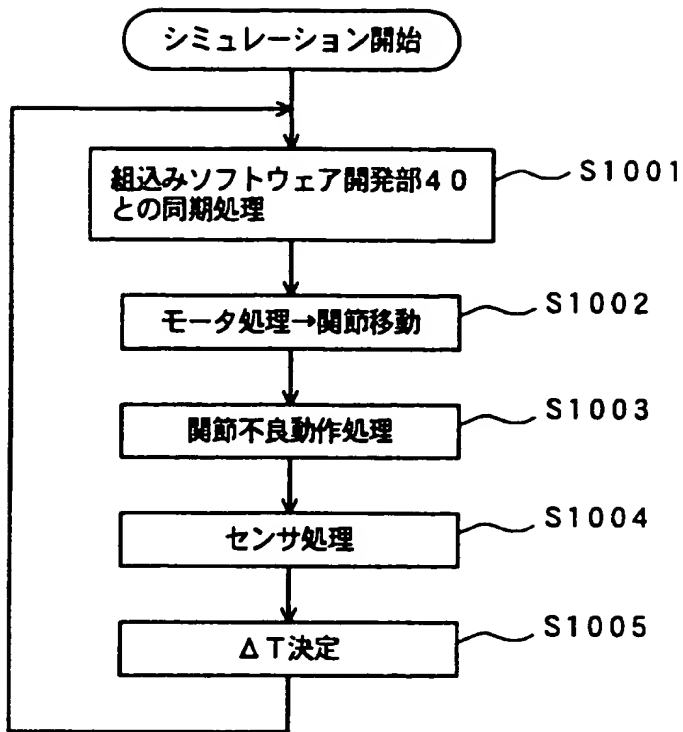 シミュレーション開始
組込みソフトウェア開発部４０
との同期処理
S1001
モータ処理→関節移動
S1002
関節不良動作処理
S1003
センサ処理
S1004
ΔT決定
S1005